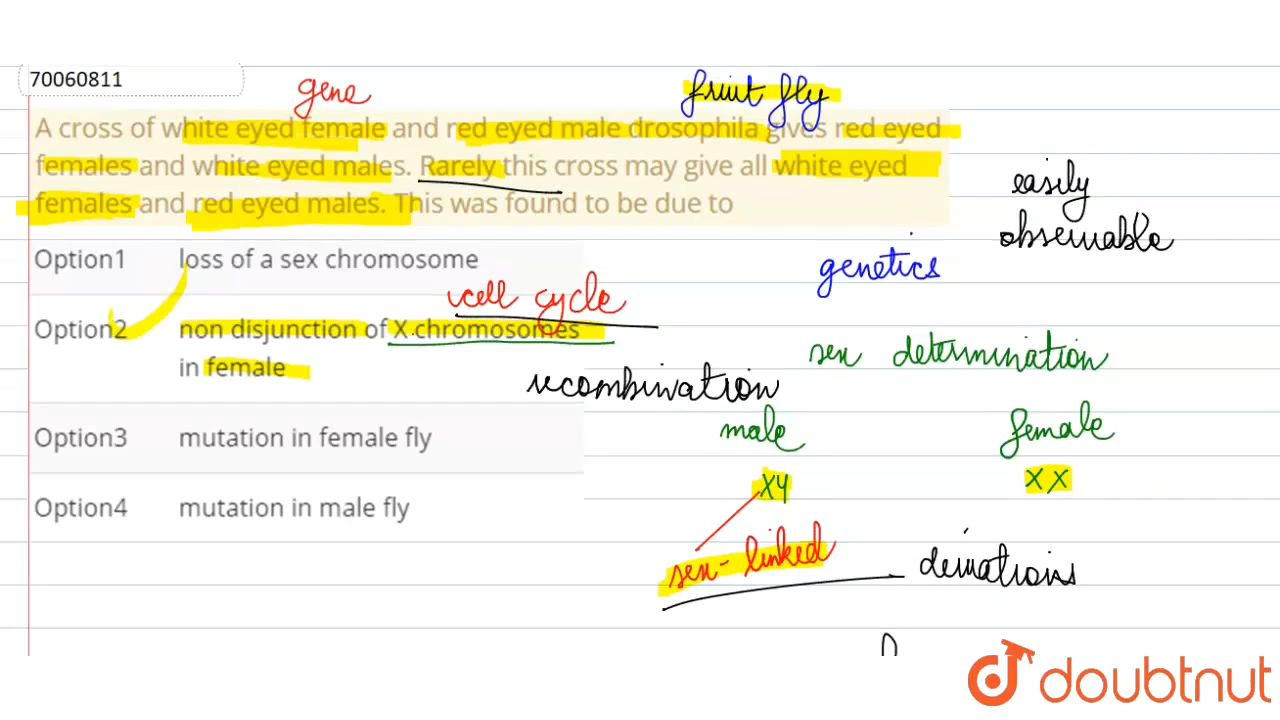 70060811
gene
fruit fly
A cross of white eyed female and red eyed male drosophila gives red eyed
females and white eyed males. Rarely this cross may give all white eyed
females and red eyed males. This was found to be due to
easily
observable
Option1 loss of a sex chromosome
genetics
cell cycle
Option2 non disjunction of X chromosomes
in female
sex determination
recombination
male female
Option3 mutation in female fly
XY XX
Option4 mutation in male fly
sex-linked
deviations
doubtnut